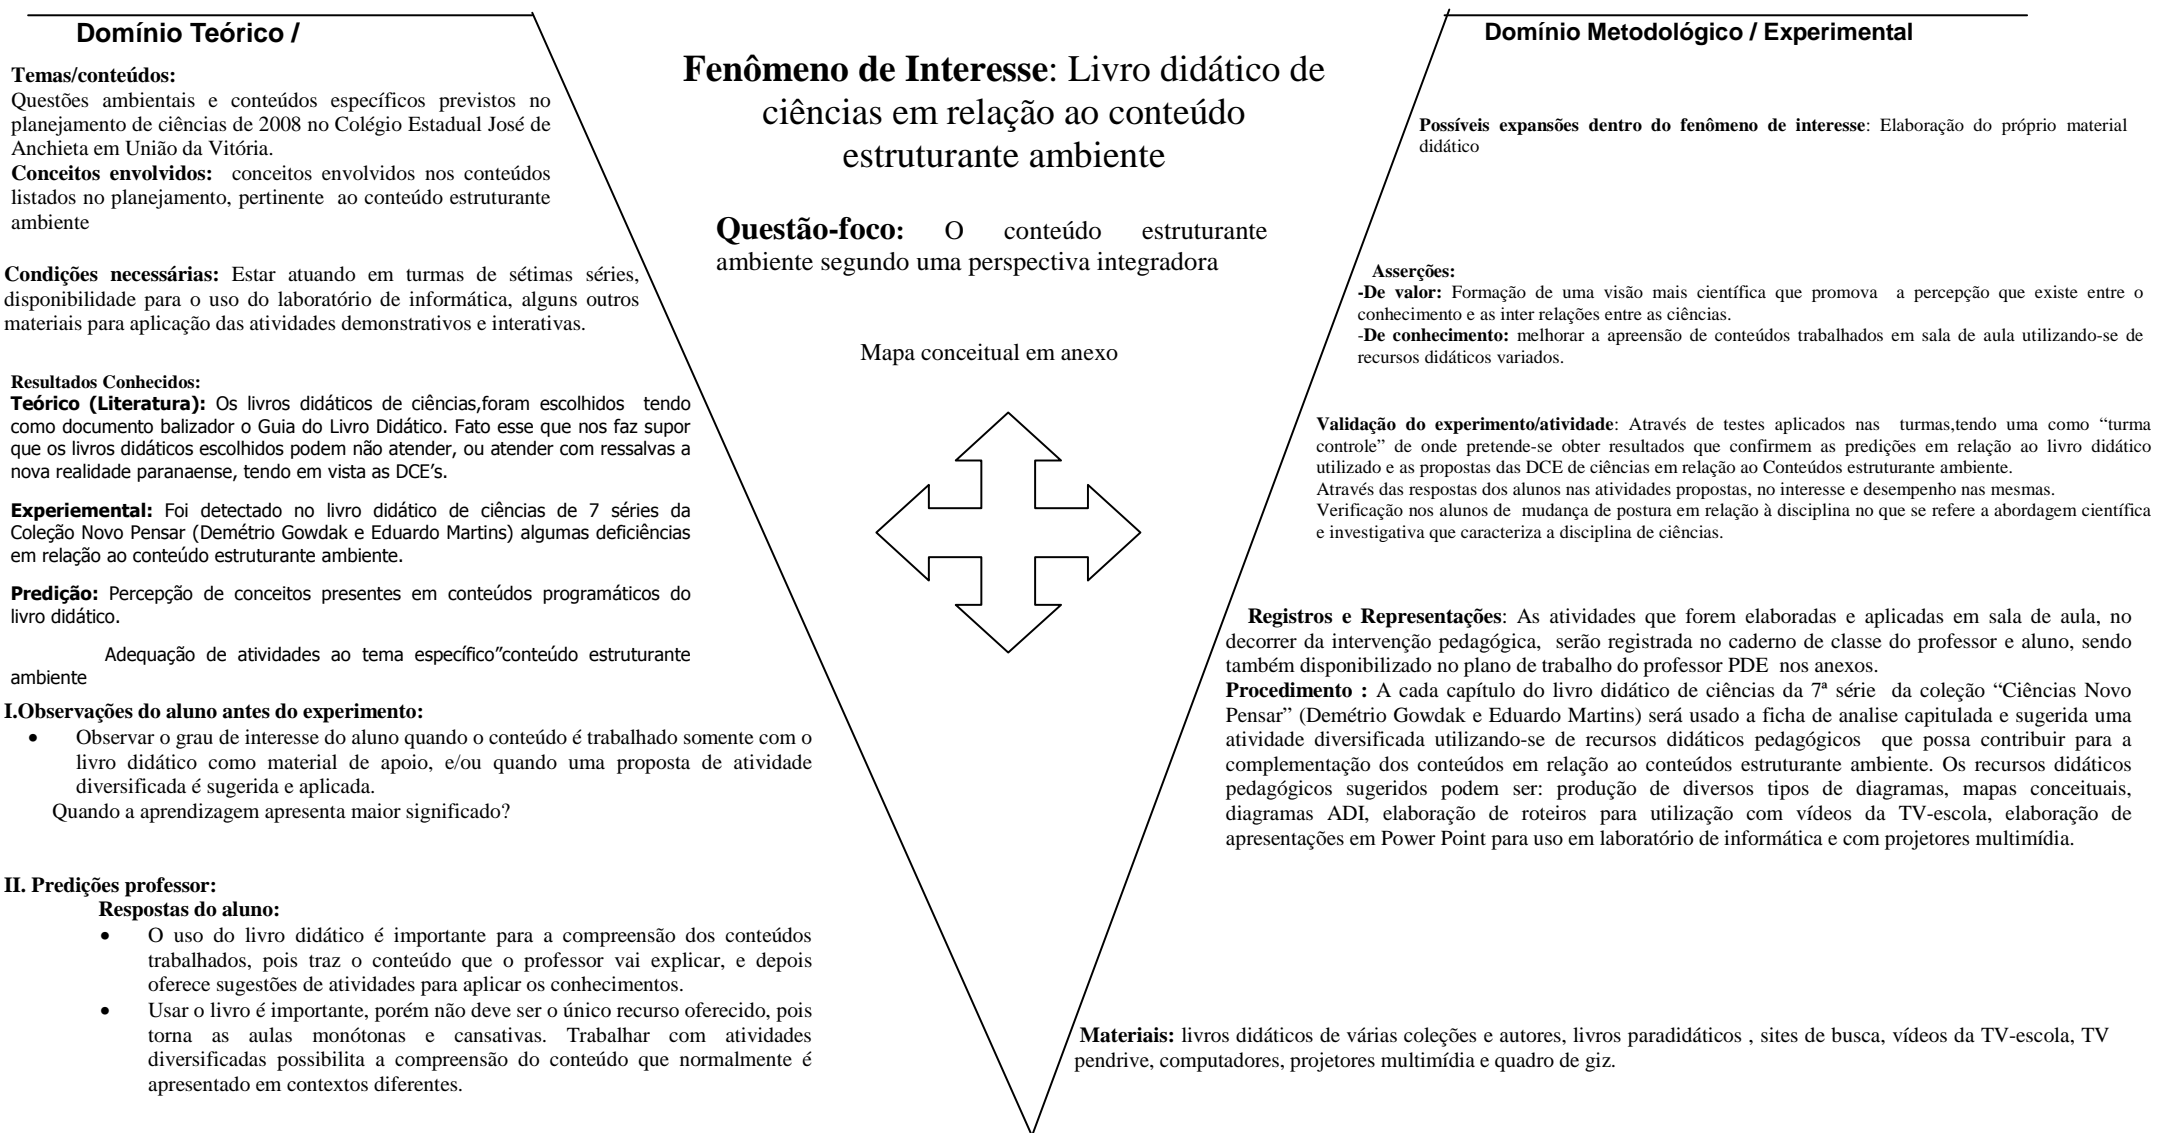 Domínio Teórico /
Temas/conteúdos:
Questões ambientais e conteúdos específicos previstos no
planejamento de ciências de 2008 no Colégio Estadual José de
Anchieta em União da Vitória.
Conceitos envolvidos: conceitos envolvidos nos conteúdos
listados no planejamento, pertinente ao conteúdo estruturante
ambiente
Condições necessárias: Estar atuando em turmas de sétimas séries,
disponibilidade para o uso do laboratório de informática, alguns outros
materiais para aplicação das atividades demonstrativos e interativas.
Resultados Conhecidos:
Teórico (Literatura): Os livros didáticos de ciências,foram escolhidos tendo
como documento balizador o Guia do Livro Didático. Fato esse que nos faz supor
que os livros didáticos escolhidos podem não atender, ou atender com ressalvas a
nova realidade paranaense, tendo em vista as DCE's.
Experiemental: Foi detectado no livro didático de ciências de 7 séries da
Coleção Novo Pensar (Demétrio Gowdak e Eduardo Martins) algumas deficiências
em relação ao conteúdo estruturante ambiente.
Predição: Percepção de conceitos presentes em conteúdos programáticos do
livro didático.
Adequação de atividades ao tema específico”conteúdo estruturante
ambiente
I.Observações do aluno antes do experimento:
• Observar o grau de interesse do aluno quando o conteúdo é trabalhado somente com o
livro didático como material de apoio, e/ou quando uma proposta de atividade
diversificada é sugerida e aplicada.
Quando a aprendizagem apresenta maior significado?
II. Predições professor:
Respostas do aluno:
• O uso do livro didático é importante para a compreensão dos conteúdos
trabalhados, pois traz o conteúdo que o professor vai explicar, e depois
oferece sugestões de atividades para aplicar os conhecimentos.
• Usar o livro é importante, porém não deve ser o único recurso oferecido, pois
torna as aulas monótonas e cansativas. Trabalhar com atividades
diversificadas possibilita a compreensão do conteúdo que normalmente é
apresentado em contextos diferentes.
Fenômeno de Interesse: Livro didático de
ciências em relação ao conteúdo
estruturante ambiente
Questão-foco: O conteúdo estruturante
ambiente segundo uma perspectiva integradora
Mapa conceitual em anexo
Domínio Metodológico / Experimental
Possíveis expansões dentro do fenômeno de interesse: Elaboração do próprio material
didático
Asserções:
-De valor: Formação de uma visão mais científica que promova a percepção que existe entre o
conhecimento e as inter relações entre as ciências.
-De conhecimento: melhorar a apreensão de conteúdos trabalhados em sala de aula utilizando-se de
recursos didáticos variados.
Validação do experimento/atividade: Através de testes aplicados nas turmas,tendo uma como “turma
controle” de onde pretende-se obter resultados que confirmem as predições em relação ao livro didático
utilizado e as propostas das DCE de ciências em relação ao Conteúdos estruturante ambiente.
Através das respostas dos alunos nas atividades propostas, no interesse e desempenho nas mesmas.
Verificação nos alunos de mudança de postura em relação à disciplina no que se refere a abordagem científica
e investigativa que caracteriza a disciplina de ciências.
Registros e Representações: As atividades que forem elaboradas e aplicadas em sala de aula, no
decorrer da intervenção pedagógica, serão registrada no caderno de classe do professor e aluno, sendo
também disponibilizado no plano de trabalho do professor PDE nos anexos.
Procedimento : A cada capítulo do livro didático de ciências da 7ª série da coleção “Ciências Novo
Pensar” (Demétrio Gowdak e Eduardo Martins) será usado a ficha de analise capitulada e sugerida uma
atividade diversificada utilizando-se de recursos didáticos pedagógicos que possa contribuir para a
complementação dos conteúdos em relação ao conteúdos estruturante ambiente. Os recursos didáticos
pedagógicos sugeridos podem ser: produção de diversos tipos de diagramas, mapas conceituais,
diagramas ADI, elaboração de roteiros para utilização com vídeos da TV-escola, elaboração de
apresentações em Power Point para uso em laboratório de informática e com projetores multimídia.
Materiais: livros didáticos de várias coleções e autores, livros paradidáticos , sites de busca, vídeos da TV-escola, TV
pendrive, computadores, projetores multimídia e quadro de giz.